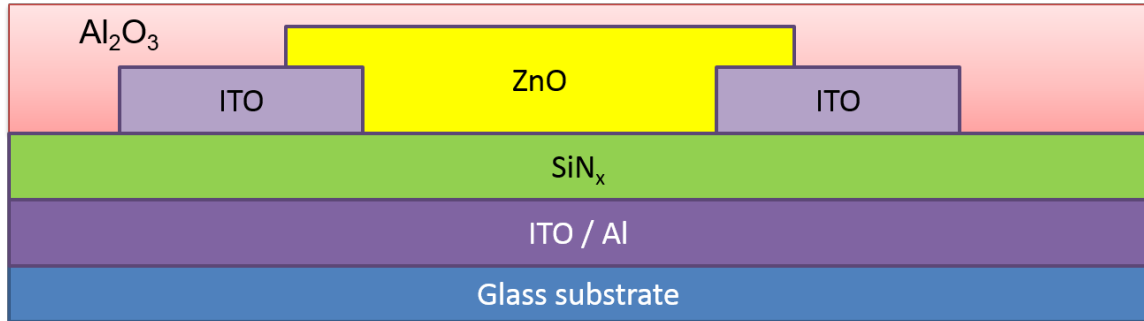 Al₂O₃
ZnO
ITO
ITO
SiNₓ
ITO / Al
Glass substrate